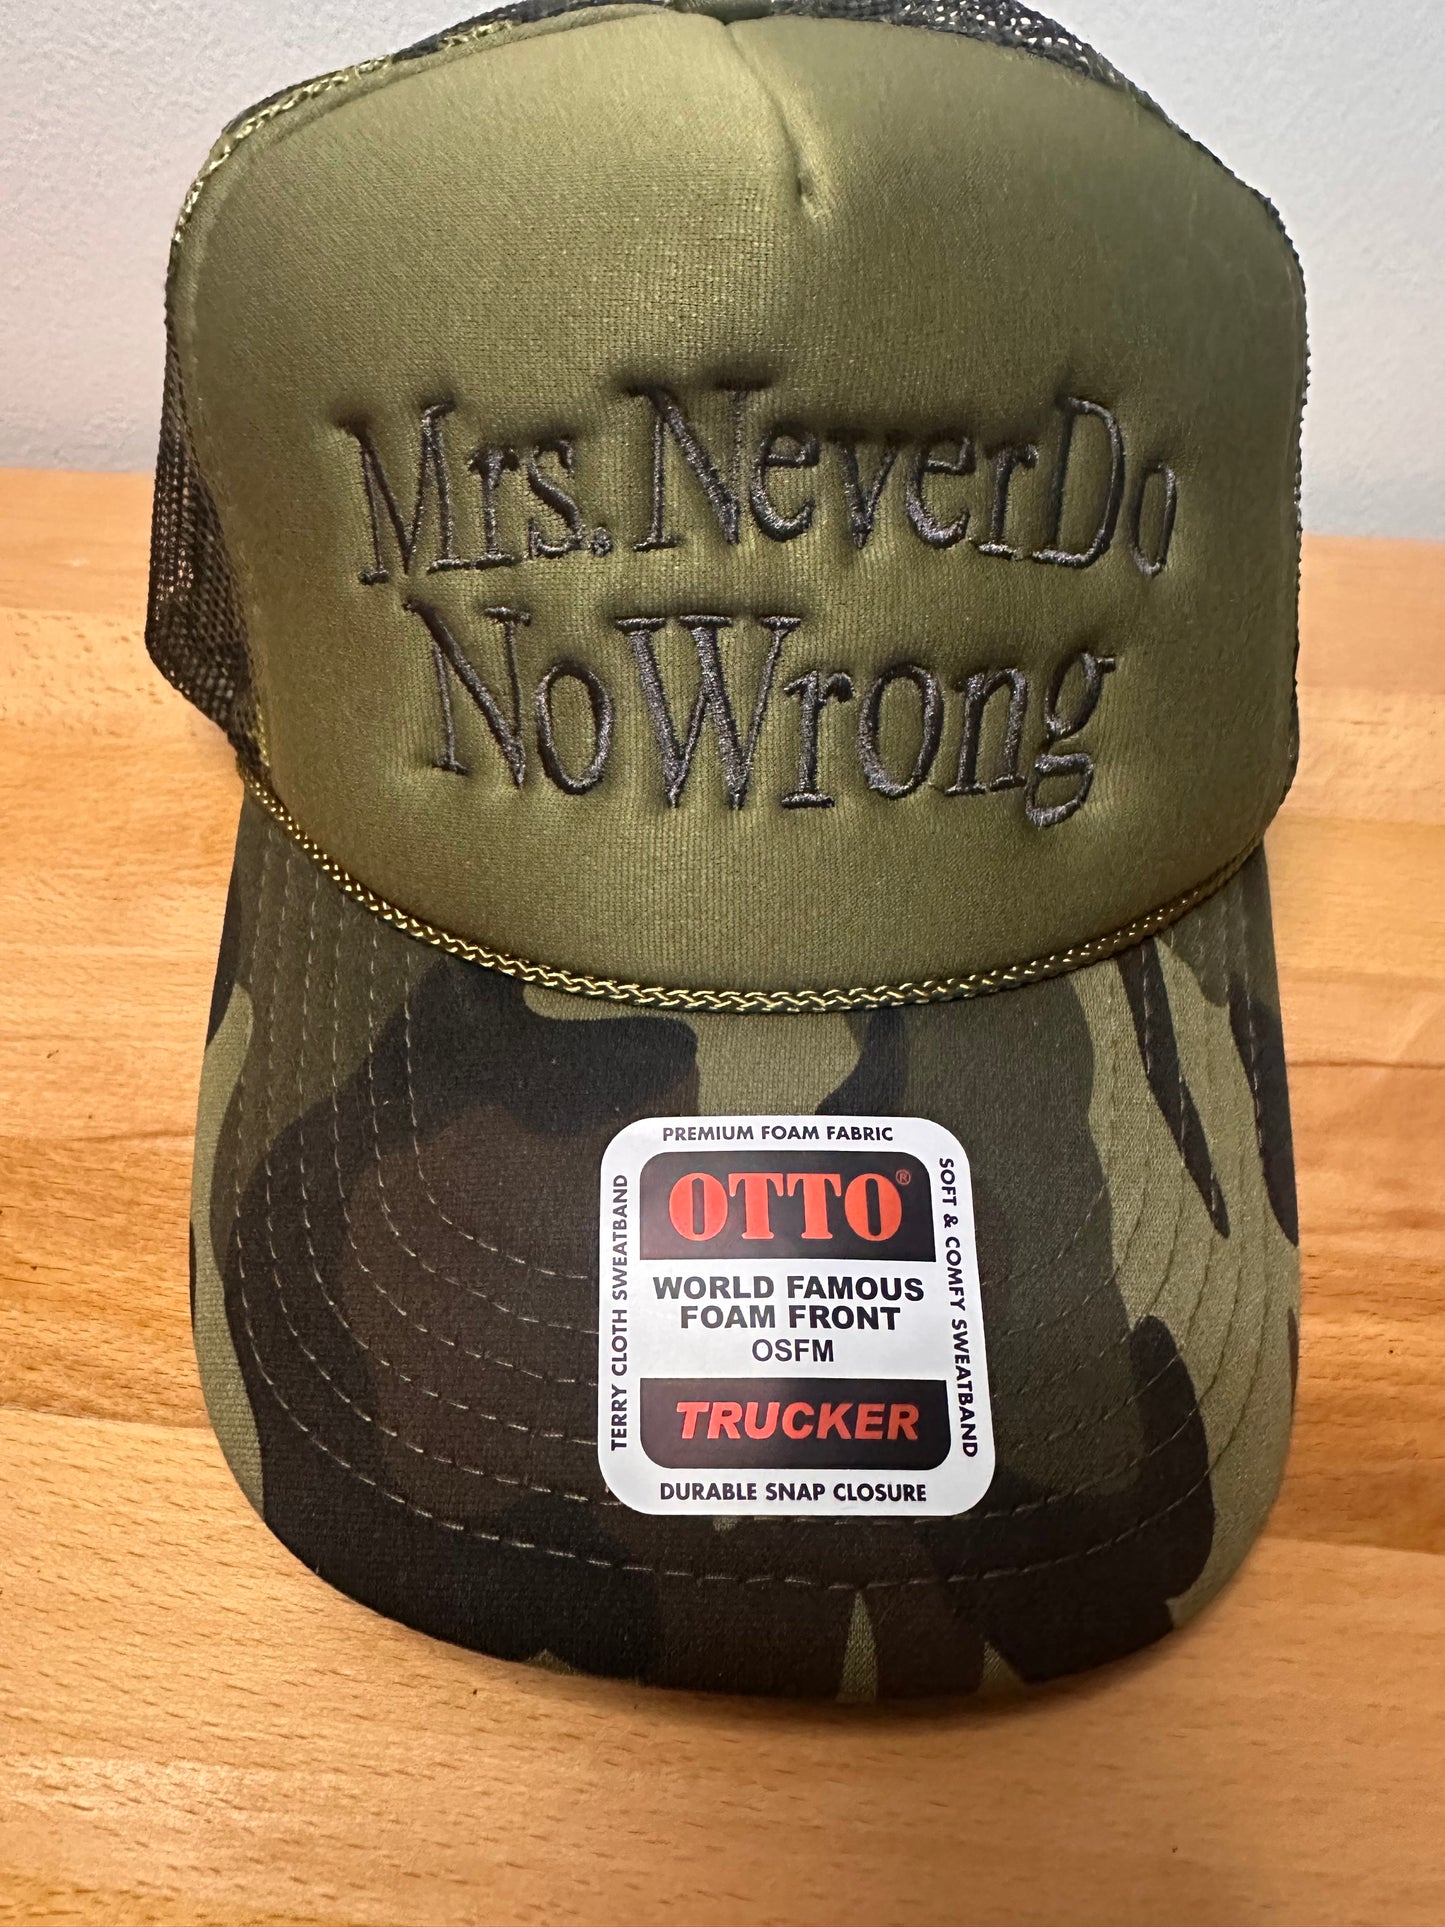 Mrs. Never Do
No Wrong
PREMIUM FOAM FABRIC
OTTO®
WORLD FAMOUS
FOAM FRONT
OSFM
TRUCKER
DURABLE SNAP CLOSURE
TERRY CLOTH SWEATBAND
SOFT & COMFY SWEATBAND